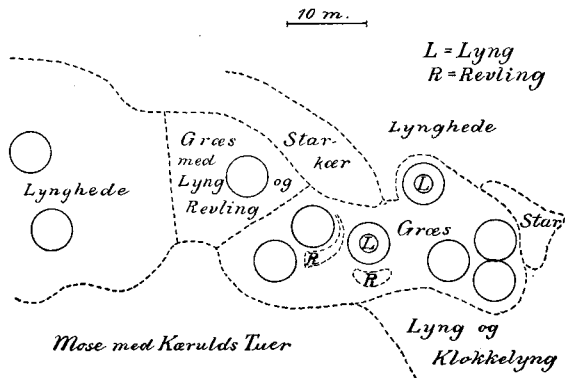 10 m.
L = Lyng
R = Revling
Græs
med
Lyng og
Revling
Star-
kær
Lynghede
Lynghede
L
Star
Græs
L
R
R
Lyng og
Klokkelyng
Mose med Kærulds Tuer